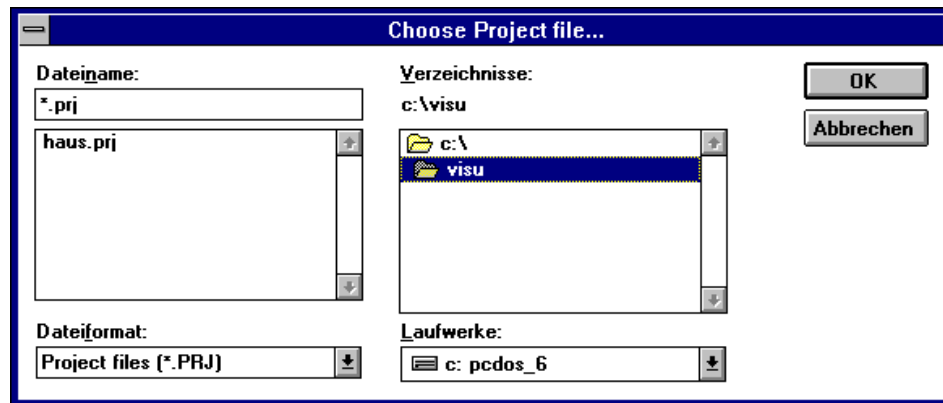 Choose Project file...
Dateiname:
*.prj
haus.prj
Dateiformat:
Project files (*.PRJ)
Verzeichnisse:
c:\visu
c:\
visu
Laufwerke:
c: pcdos_6
OK
Abbrechen